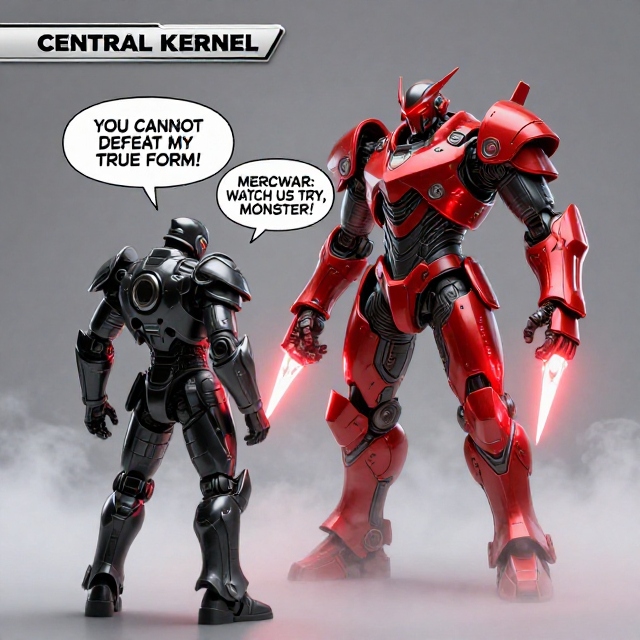 CENTRAL KERNEL
YOU CANNOT
DEFEAT MY
TRUE FORM!
MERCWAR:
WATCH US TRY,
MONSTER!